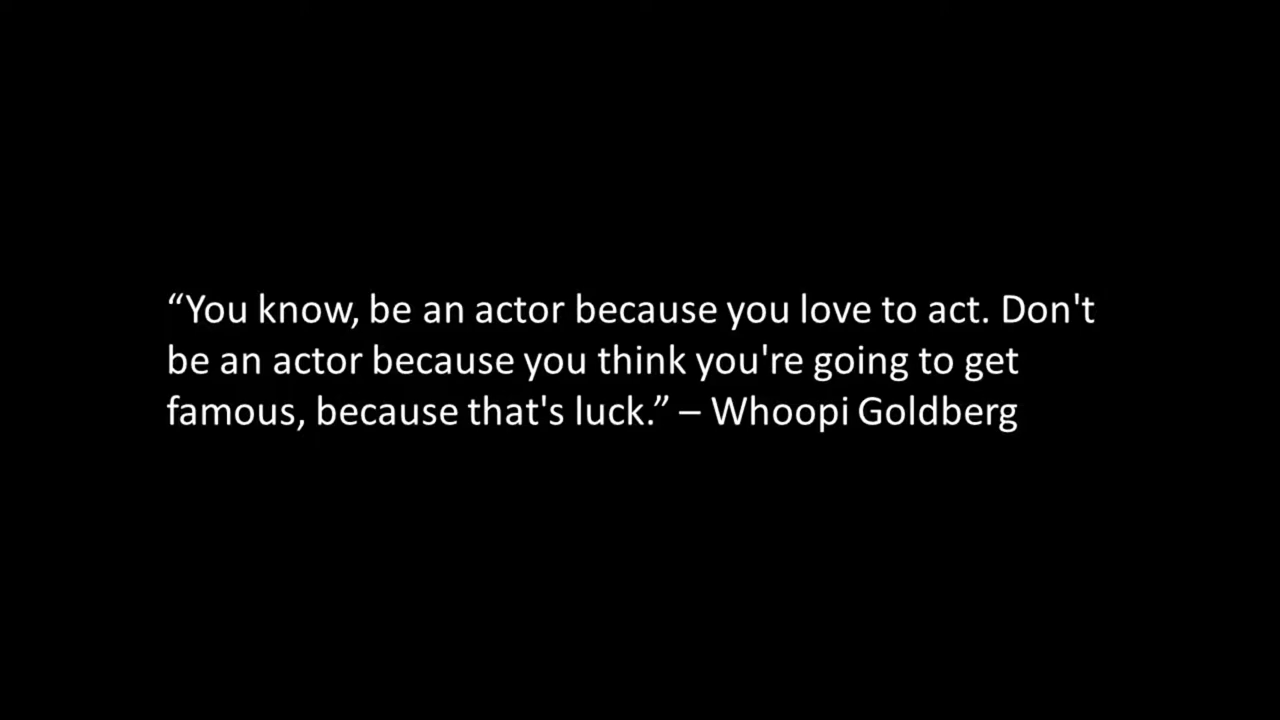 “You know, be an actor because you love to act. Don't
be an actor because you think you're going to get
famous, because that's luck.” – Whoopi Goldberg